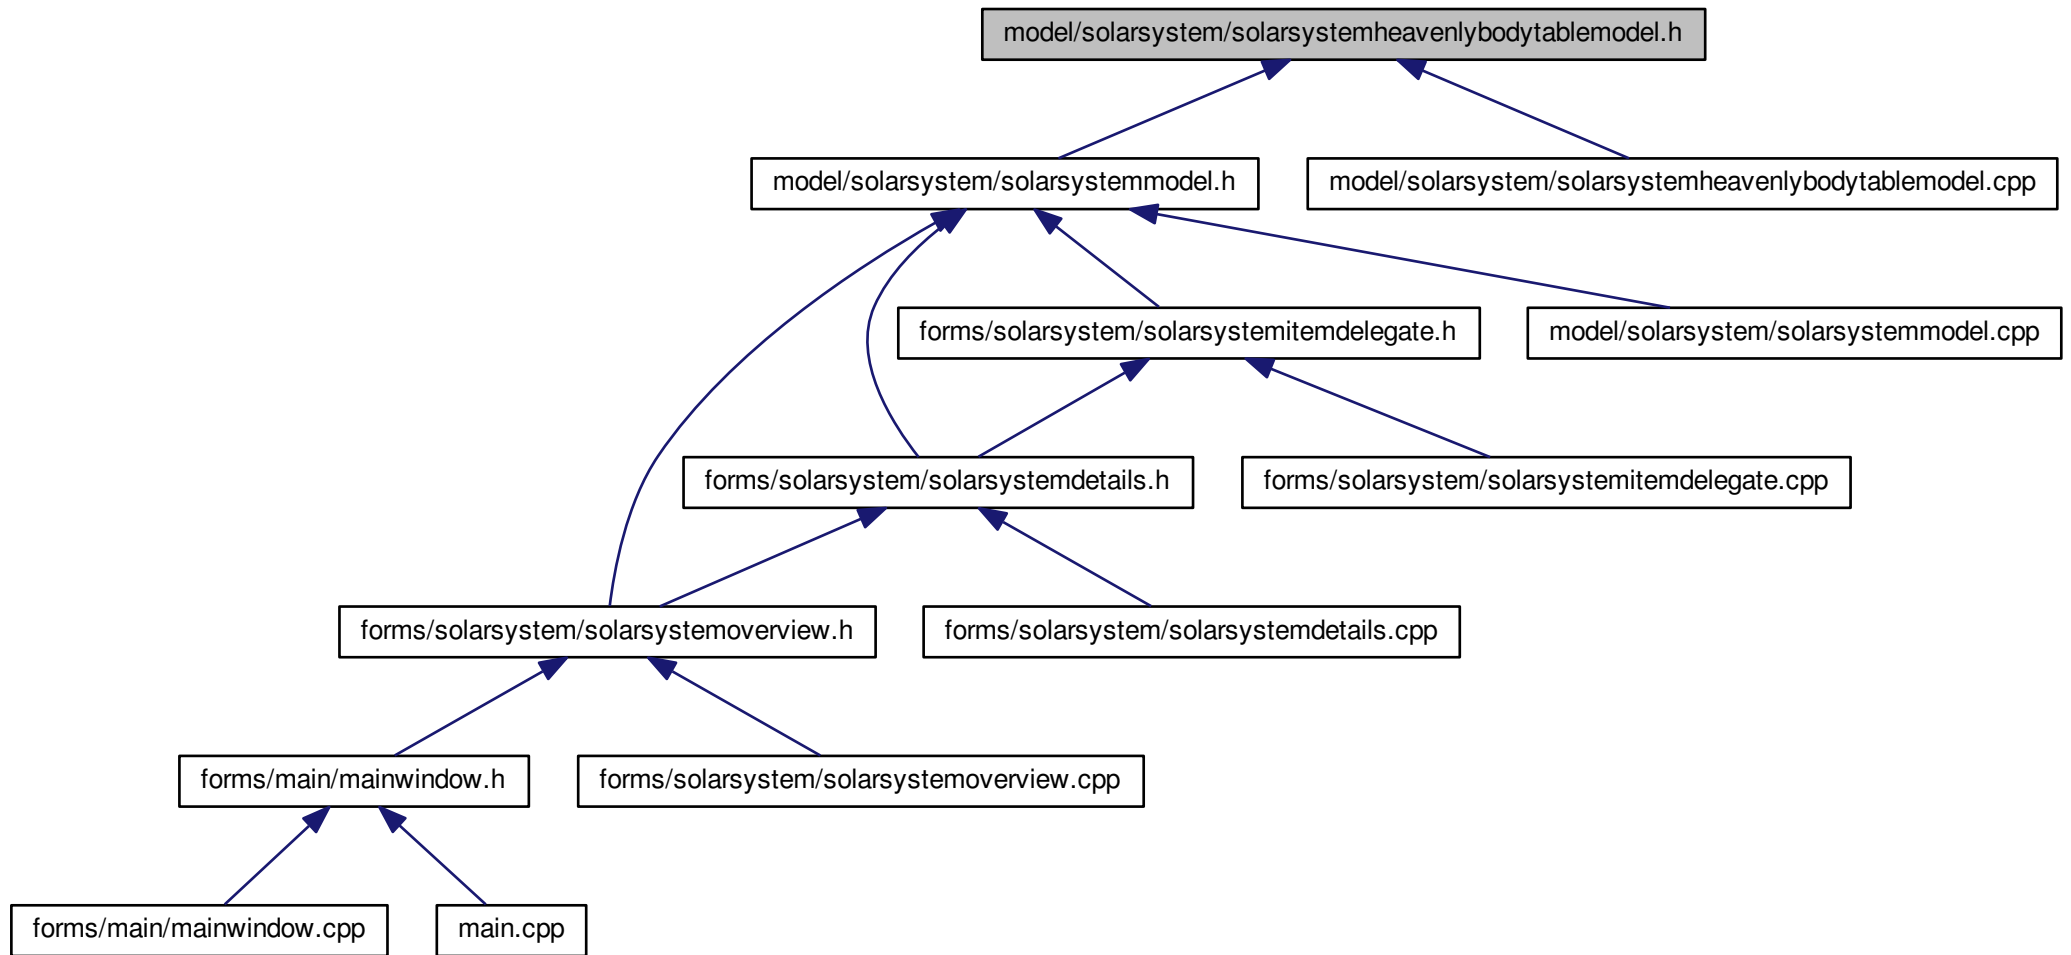 model/solarsystem/solarsystemheavenlybodytablemodel.h
model/solarsystem/solarsystemmodel.h
model/solarsystem/solarsystemheavenlybodytablemodel.cpp
forms/solarsystem/solarsystemitemdelegate.h
model/solarsystem/solarsystemmodel.cpp
forms/solarsystem/solarsystemdetails.h
forms/solarsystem/solarsystemitemdelegate.cpp
forms/solarsystem/solarsystemoverview.h
forms/solarsystem/solarsystemdetails.cpp
forms/main/mainwindow.h
forms/solarsystem/solarsystemoverview.cpp
forms/main/mainwindow.cpp
main.cpp